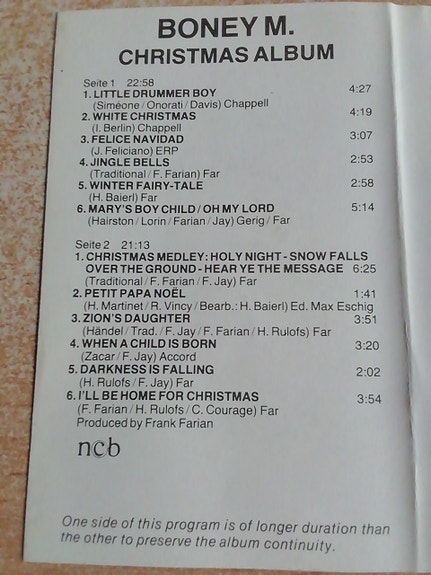 BONEY M.
CHRISTMAS ALBUM
Seite 1 22:58
1. LITTLE DRUMMER BOY 4:27
(Siméone / Onorati / Davis) Chappell
2. WHITE CHRISTMAS 4:19
(I. Berlin) Chappell
3. FELICE NAVIDAD 3:07
(J. Feliciano) ERP
4. JINGLE BELLS 2:53
(Traditional / F. Farian) Far
5. WINTER FAIRY-TALE 2:58
(H. Baierl) Far
6. MARY'S BOY CHILD / OH MY LORD 5:14
(Hairston / Lorin / Farian / Jay) Gerig / Far
Seite 2 21:13
1. CHRISTMAS MEDLEY: HOLY NIGHT - SNOW FALLS
OVER THE GROUND - HEAR YE THE MESSAGE 6:25
(Traditional / F. Farian / F. Jay) Far
2. PETIT PAPA NOËL 1:41
(H. Martinet / R. Vincy / Bearb.: H. Baierl) Ed. Max Eschig
3. ZION'S DAUGHTER 3:51
(Händel / Trad. / F. Jay / F. Farian / H. Rulofs) Far
4. WHEN A CHILD IS BORN 3:20
(Zacar / F. Jay) Accord
5. DARKNESS IS FALLING 2:02
(H. Rulofs / F. Jay) Far
6. I'LL BE HOME FOR CHRISTMAS 3:54
(F. Farian / H. Rulofs / C. Courage) Far
Produced by Frank Farian
ncb
One side of this program is of longer duration than
the other to preserve the album continuity.